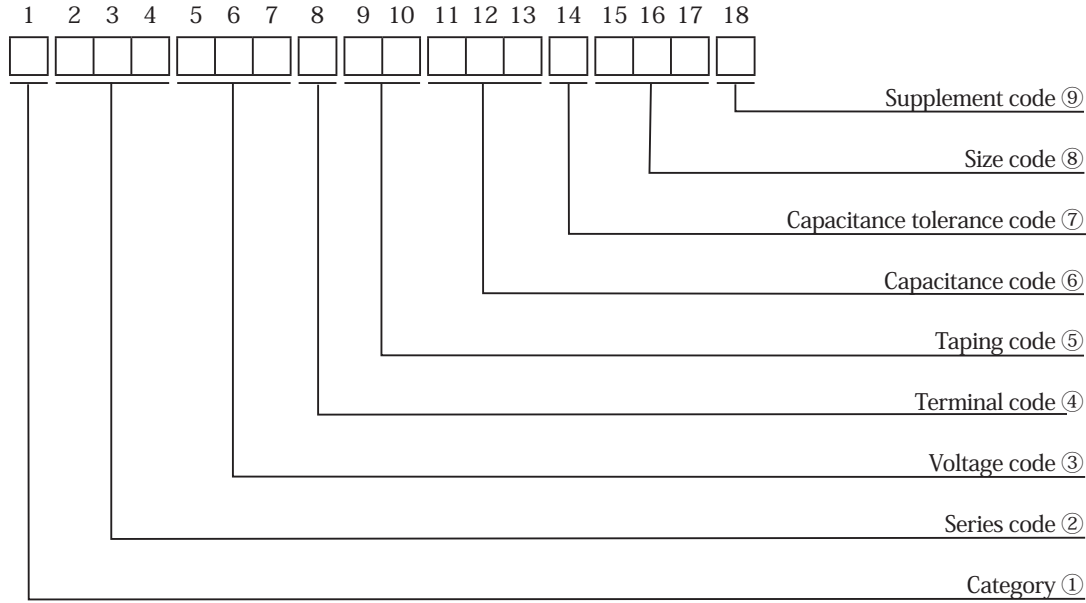 1 2 3 4 5 6 7 8 9 10 11 12 13 14 15 16 17 18
Supplement code ⑨
Size code ⑧
Capacitance tolerance code ⑦
Capacitance code ⑥
Taping code ⑤
Terminal code ④
Voltage code ③
Series code ②
Category ①